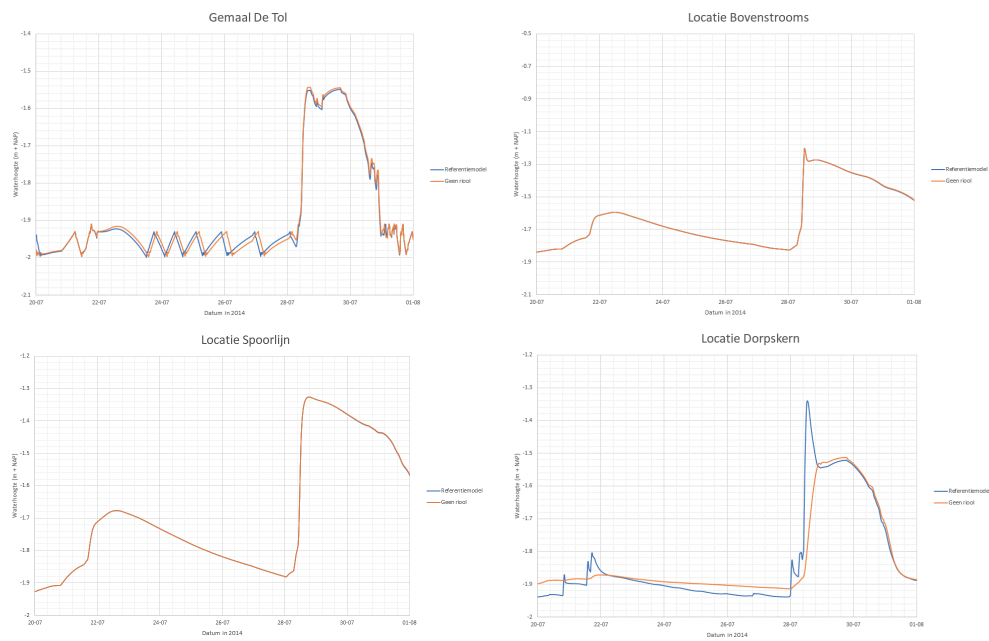 Gemaal De Tol
-1.4
-1.5
-1.6
-1.7
-1.8
-1.9
-2
-2.1
Waterhoogte (m + NAP)
20-07 22-07 24-07 26-07 28-07 30-07 01-08
Datum in 2014
Referentiemodel
Geen riool
Locatie Bovenstrooms
-0.5
-0.7
-0.9
-1.1
-1.3
-1.5
-1.7
-1.9
-2.1
Waterhoogte (m + NAP)
20-07 22-07 24-07 26-07 28-07 30-07 01-08
Datum in 2014
Referentiemodel
Geen riool
Locatie Spoorlijn
-1.2
-1.3
-1.4
-1.5
-1.6
-1.7
-1.8
-1.9
-2
Waterhoogte (m + NAP)
20-07 22-07 24-07 26-07 28-07 30-07 01-08
Datum in 2014
Referentiemodel
Geen riool
Locatie Dorpskern
-1.2
-1.3
-1.4
-1.5
-1.6
-1.7
-1.8
-1.9
-2
Waterhoogte (m + NAP)
20-07 22-07 24-07 26-07 28-07 30-07 01-08
Datum in 2014
Referentiemodel
Geen riool